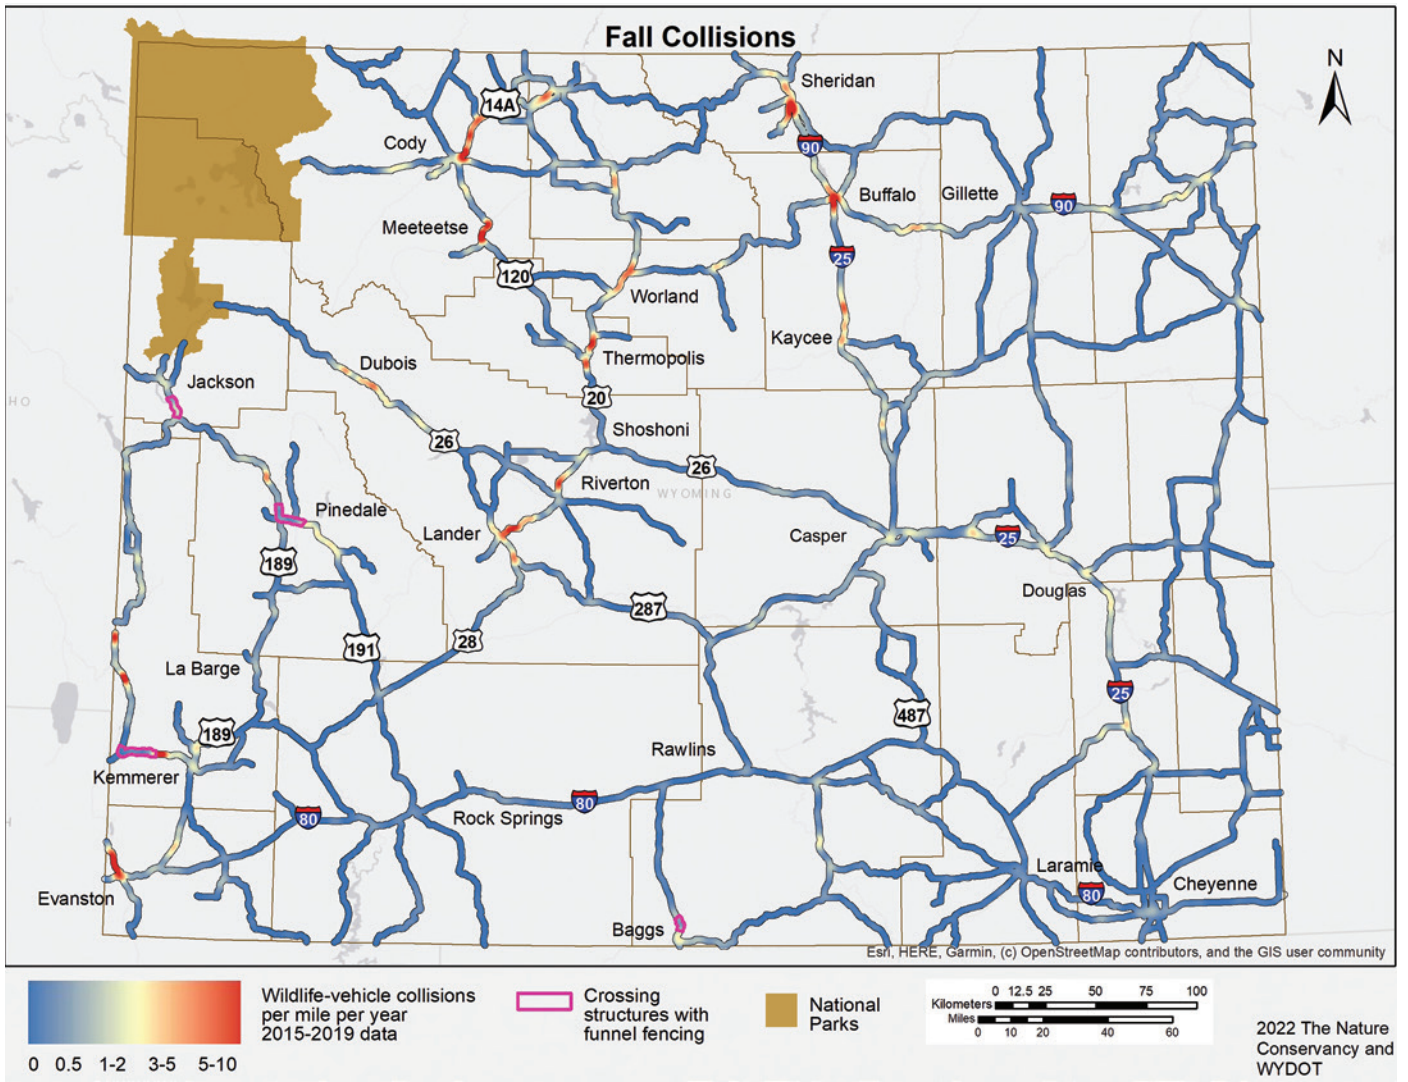 Fall Collisions
N
Sheridan
14A
Cody
90
Buffalo
Gillette
90
Meeteetse
25
120
Worland
Kaycee
Thermopolis
Dubois
Jackson
HO
20
Shoshoni
26
26
Riverton
WYOMING
Pinedale
Lander
Casper
25
189
Douglas
287
28
191
La Barge
25
487
189
Rawlins
Kemmerer
80
80
Rock Springs
Laramie
Cheyenne
80
Evanston
Baggs
Esri, HERE, Garmin, (c) OpenStreetMap contributors, and the GIS user community
0 0.5 1-2 3-5 5-10
Wildlife-vehicle collisions
per mile per year
2015-2019 data
Crossing
structures with
funnel fencing
National
Parks
0 12.5 25 50 75 100
Kilometers
Miles
0 10 20 40 60
2022 The Nature
Conservancy and
WYDOT